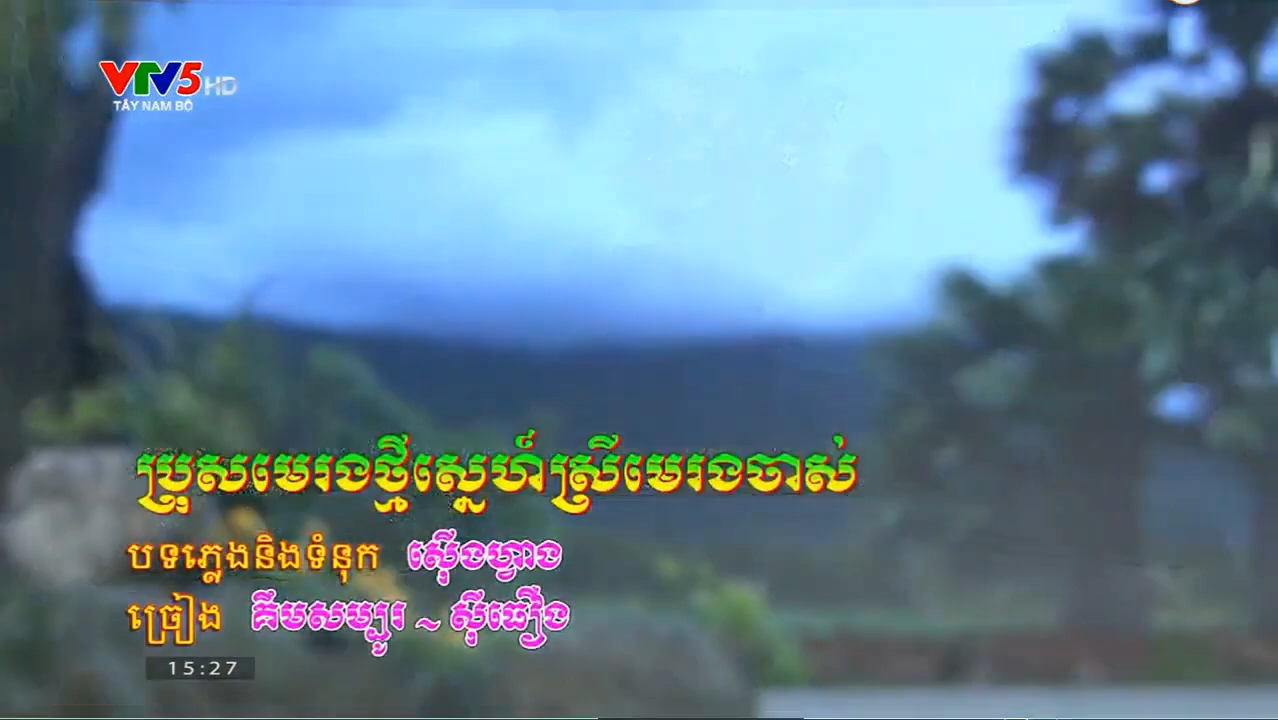 VTV5 HD
TÂY NAM BỘ
ប្រុសមេរងថ្មីស្នេហ៍ស្រីមេរងចាស់
បទភ្លេងនិងទំនុក ស៊ើងហ្វាង
ច្រៀង គីមសម្បូរ ~ ស៊ីធឿង
15:27